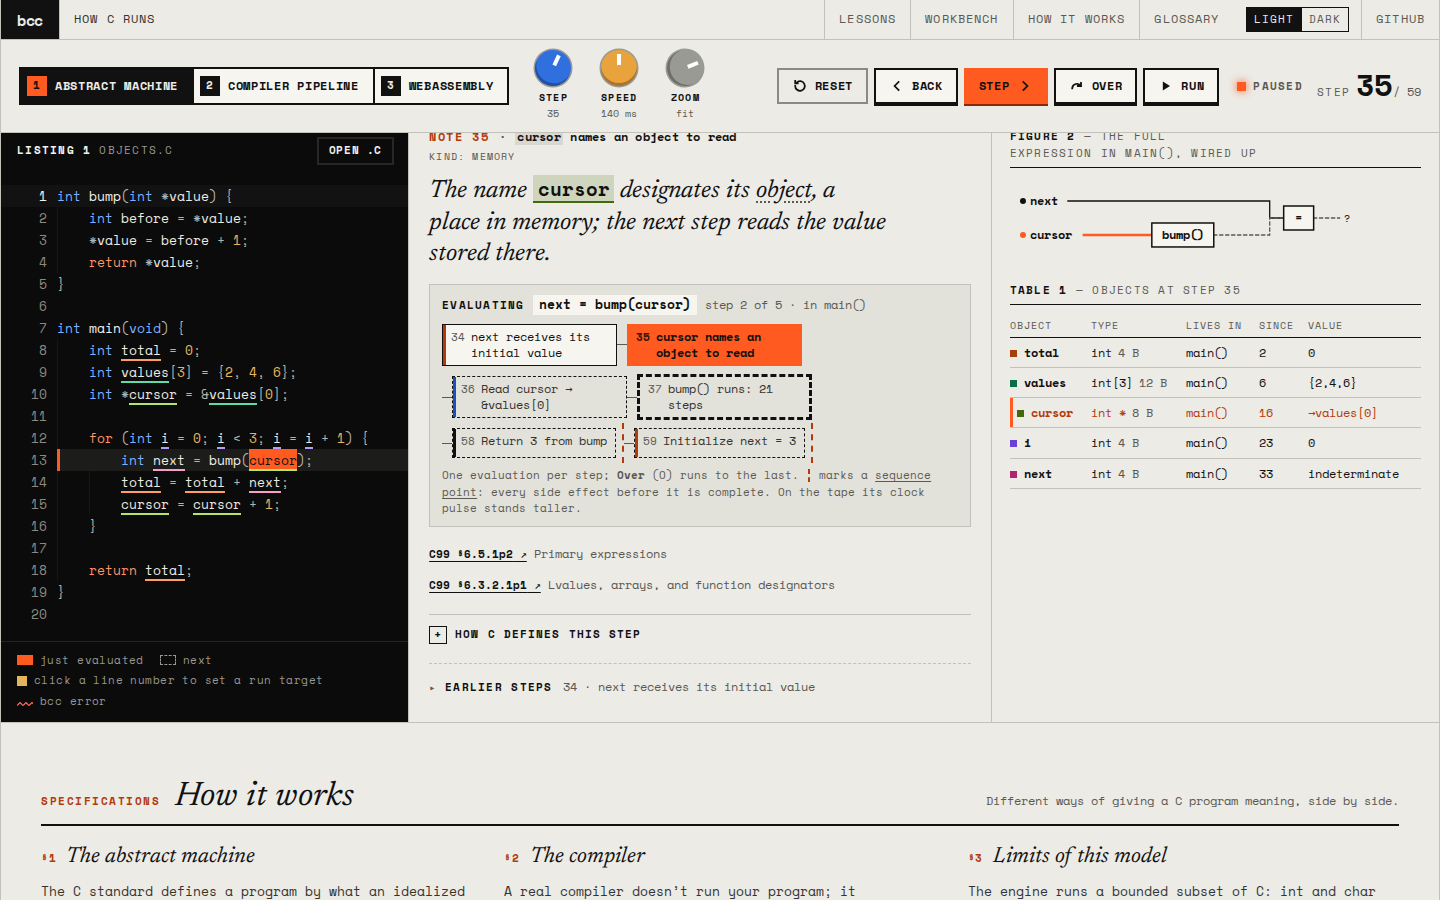 bcc HOW C RUNS LESSONS WORKBENCH HOW IT WORKS GLOSSARY LIGHT DARK GITHUB
1 ABSTRACT MACHINE 2 COMPILER PIPELINE 3 WEBASSEMBLY
STEP SPEED ZOOM
35 140 ms fit
RESET BACK STEP OVER RUN PAUSED STEP 35 / 59
LISTING 1 OBJECTS.C OPEN .C
1 int bump(int *value) {
2 int before = *value;
3 *value = before + 1;
4 return *value;
5 }
6
7 int main(void) {
8 int total = 0;
9 int values[3] = {2, 4, 6};
10 int *cursor = &values[0];
11
12 for (int i = 0; i < 3; i = i + 1) {
13 int next = bump(cursor);
14 total = total + next;
15 cursor = cursor + 1;
16 }
17
18 return total;
19 }
20
just evaluated next
click a line number to set a run target
bcc error
NOTE 35 · cursor names an object to read
KIND: MEMORY
The name cursor designates its object, a
place in memory; the next step reads the value
stored there.
EVALUATING next = bump(cursor) step 2 of 5 · in main()
34 next receives its
initial value
35 cursor names an
object to read
36 Read cursor →
&values[0]
37 bump() runs: 21
steps
58 Return 3 from bump
59 Initialize next = 3
One evaluation per step; Over (O) runs to the last. ¦ marks a sequence
point: every side effect before it is complete. On the tape its clock
pulse stands taller.
C99 §6.5.1p2 ↗ Primary expressions
C99 §6.3.2.1p1 ↗ Lvalues, arrays, and function designators
+ HOW C DEFINES THIS STEP
▸ EARLIER STEPS 34 · next receives its initial value
FIGURE 2 — THE FULL
EXPRESSION IN MAIN(), WIRED UP
next
cursor bump() = ?
TABLE 1 — OBJECTS AT STEP 35
OBJECT TYPE LIVES IN SINCE VALUE
total int 4 B main() 2 0
values int[3] 12 B main() 6 {2,4,6}
cursor int * 8 B main() 16 →values[0]
i int 4 B main() 23 0
next int 4 B main() 33 indeterminate
SPECIFICATIONS How it works Different ways of giving a C program meaning, side by side.
§1 The abstract machine
The C standard defines a program by what an idealized
§2 The compiler
A real compiler doesn't run your program; it
§3 Limits of this model
The engine runs a bounded subset of C: int and char